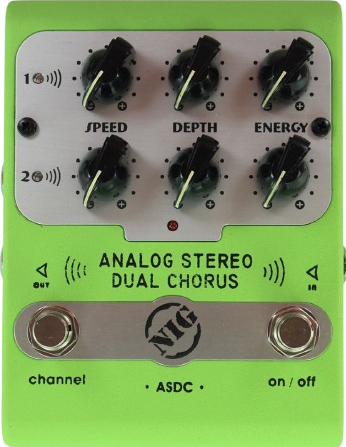 1
SPEED DEPTH ENERGY
2
ANALOG STEREO
DUAL CHORUS
OUT IN
NIG
channel on / off
· ASDC ·